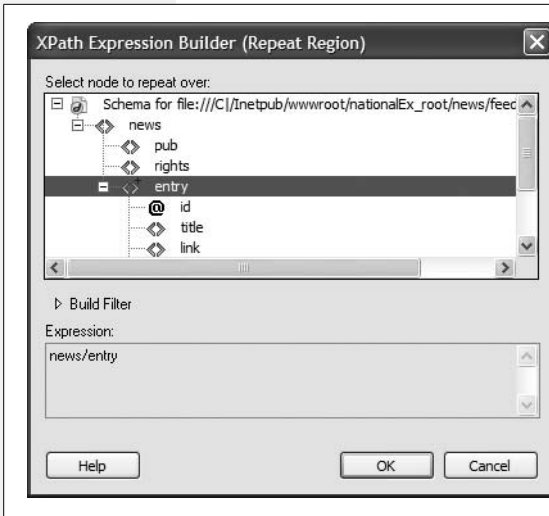 XPath Expression Builder (Repeat Region)
Select node to repeat over:
Schema for file:///C|/Inetpub/wwwroot/nationalEx_root/news/feed
news
pub
rights
entry
@ id
title
link
Build Filter
Expression:
news/entry
Help
OK
Cancel